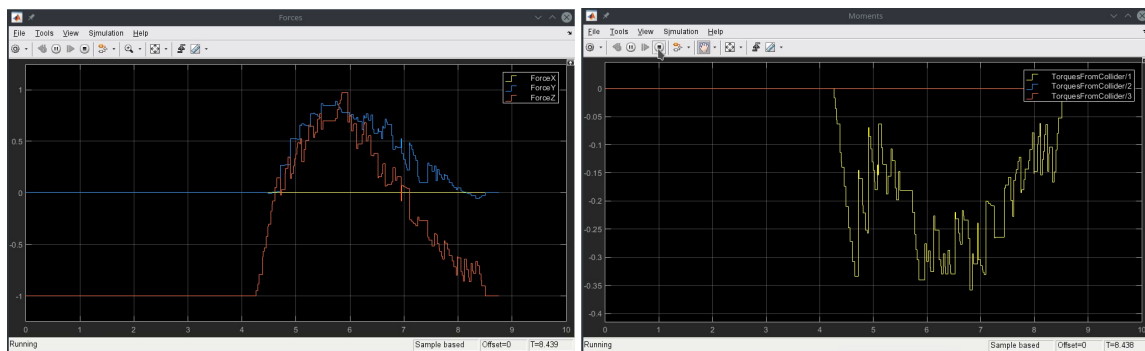 Forces
File Tools View Simulation Help
ForceX
ForceY
ForceZ
1
0.5
0
-0.5
-1
0 1 2 3 4 5 6 7 8 9 10
Running Sample based Offset=0 T=8.439
Moments
File Tools View Simulation Help
TorquesFromCollider/1
TorquesFromCollider/2
TorquesFromCollider/3
0
-0.05
-0.1
-0.15
-0.2
-0.25
-0.3
-0.35
-0.4
0 1 2 3 4 5 6 7 8 9 10
Running Sample based Offset=0 T=8.438